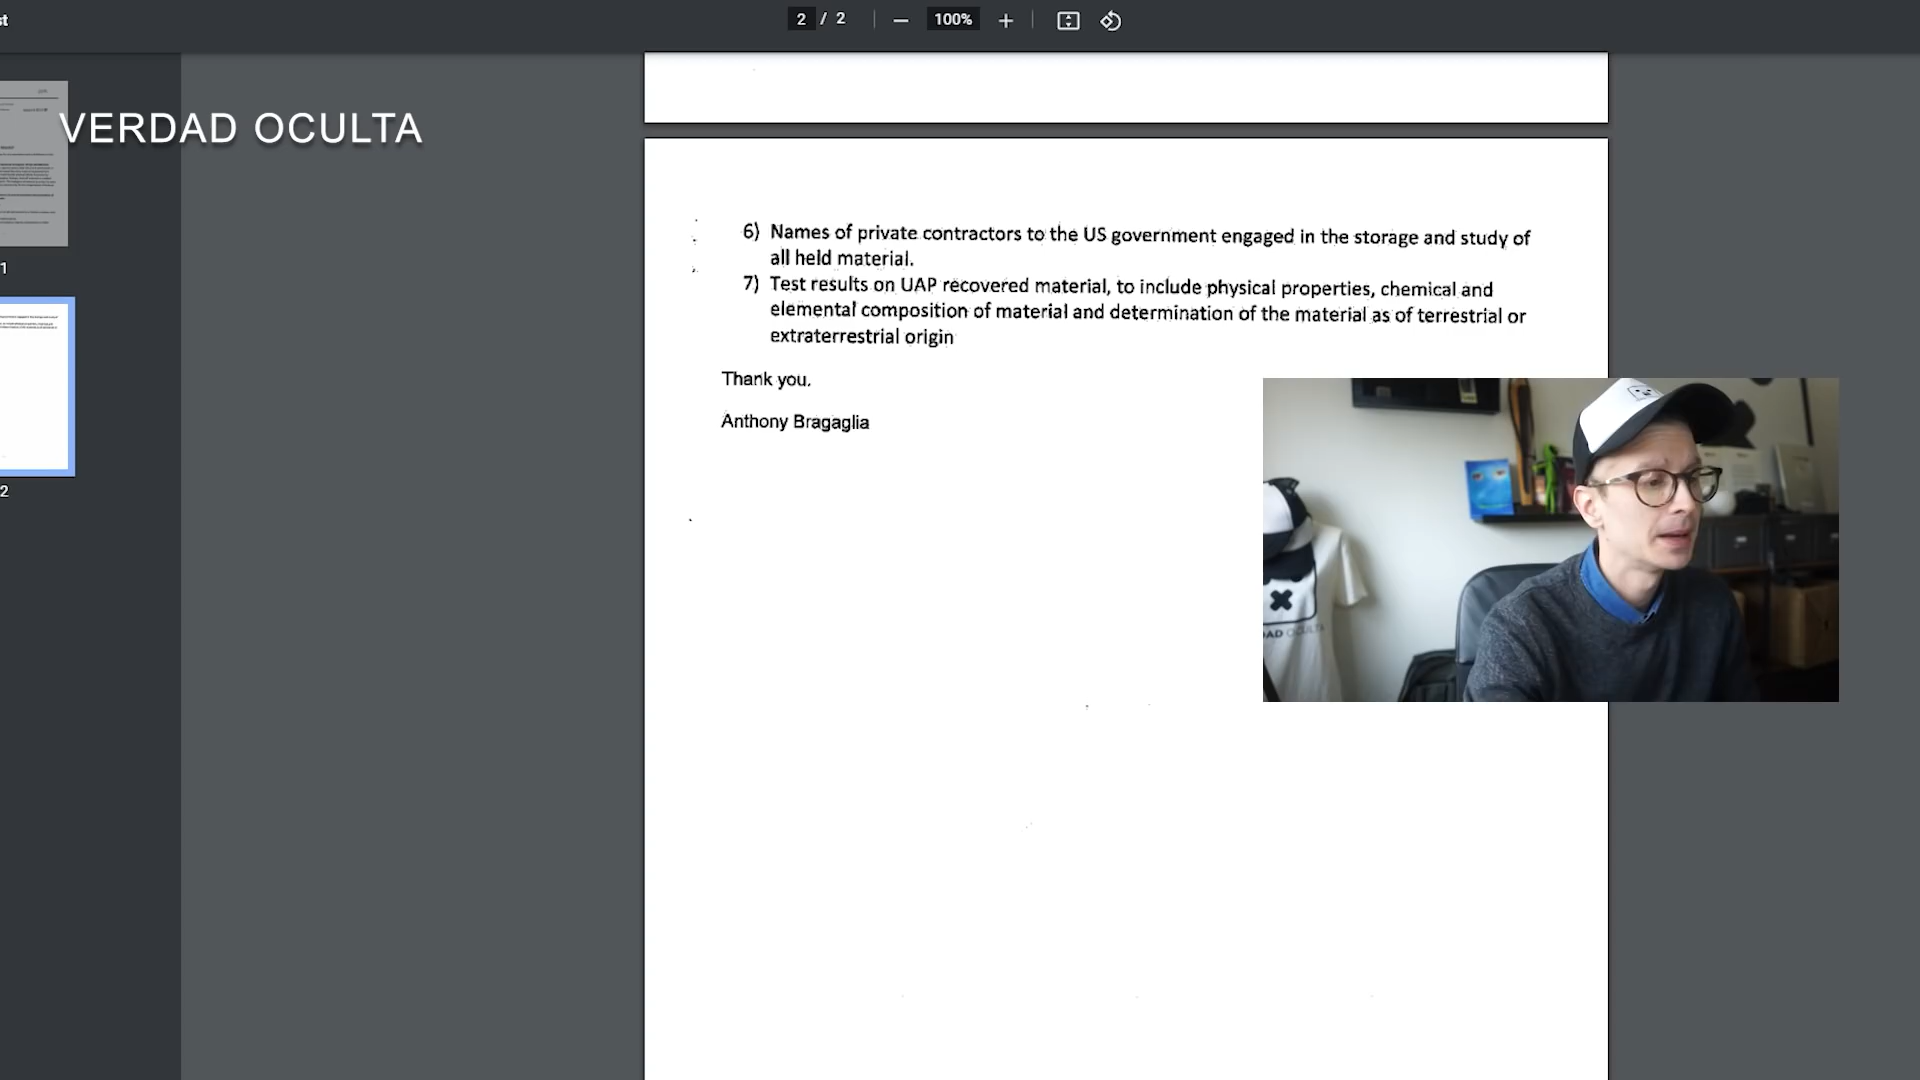 st
2 / 2
100%
VERDAD OCULTA
6) Names of private contractors to the US government engaged in the storage and study of
all held material.
7) Test results on UAP recovered material, to include physical properties, chemical and
elemental composition of material and determination of the material as of terrestrial or
extraterrestrial origin
Thank you.
Anthony Bragaglia
1
2
DAD OCULTA